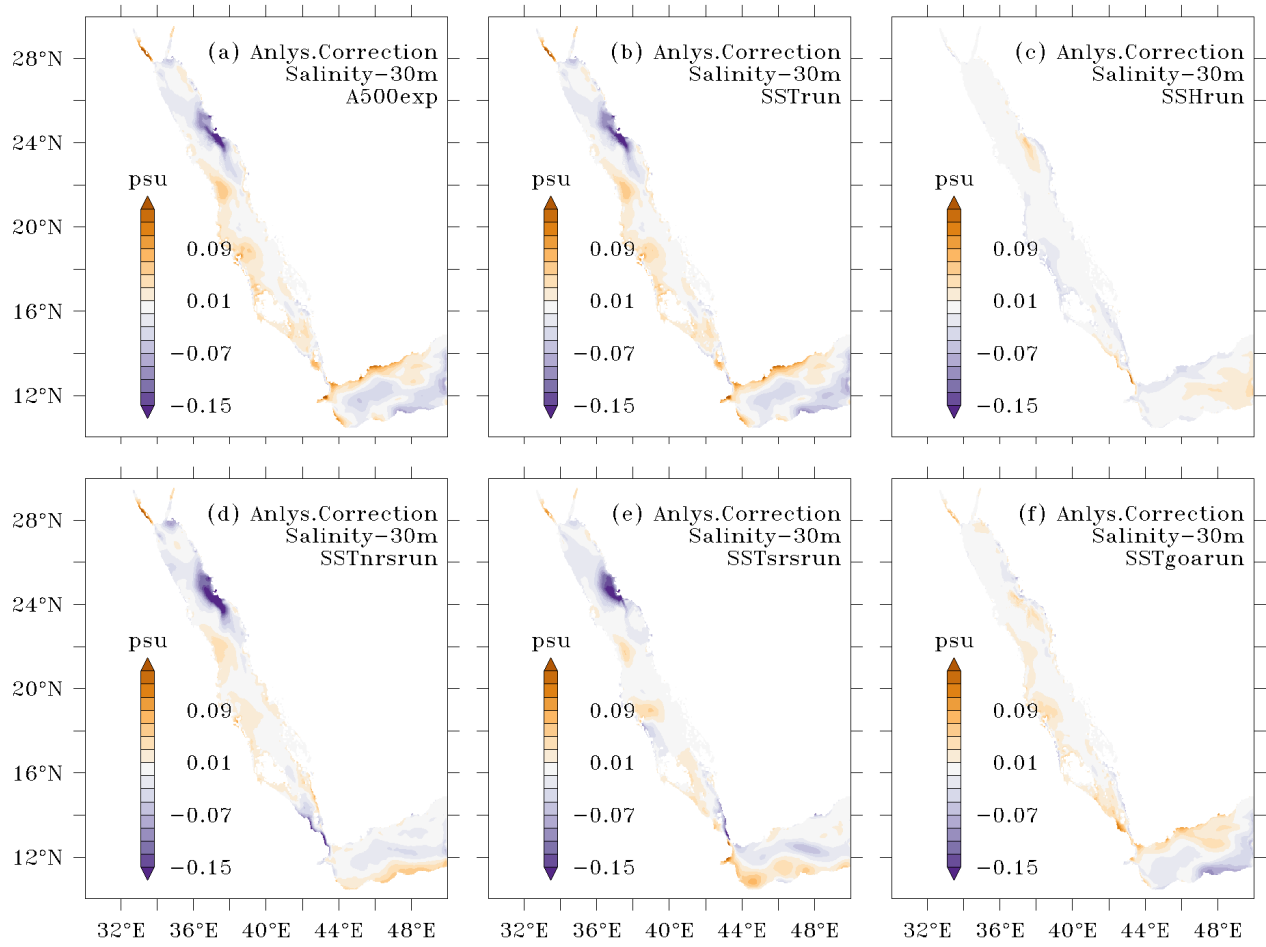 (a) Anlys.Correction
Salinity−30m
A500exp
28°N
24°N
20°N
16°N
12°N
psu
0.09
0.01
−0.07
−0.15
(b) Anlys.Correction
Salinity−30m
SSTrun
psu
0.09
0.01
−0.07
−0.15
(c) Anlys.Correction
Salinity−30m
SSHrun
psu
0.09
0.01
−0.07
−0.15
(d) Anlys.Correction
Salinity−30m
SSTnrsrun
28°N
24°N
20°N
16°N
12°N
psu
0.09
0.01
−0.07
−0.15
32°E 36°E 40°E 44°E 48°E
(e) Anlys.Correction
Salinity−30m
SSTsrsrun
psu
0.09
0.01
−0.07
−0.15
32°E 36°E 40°E 44°E 48°E
(f) Anlys.Correction
Salinity−30m
SSTgoarun
psu
0.09
0.01
−0.07
−0.15
32°E 36°E 40°E 44°E 48°E